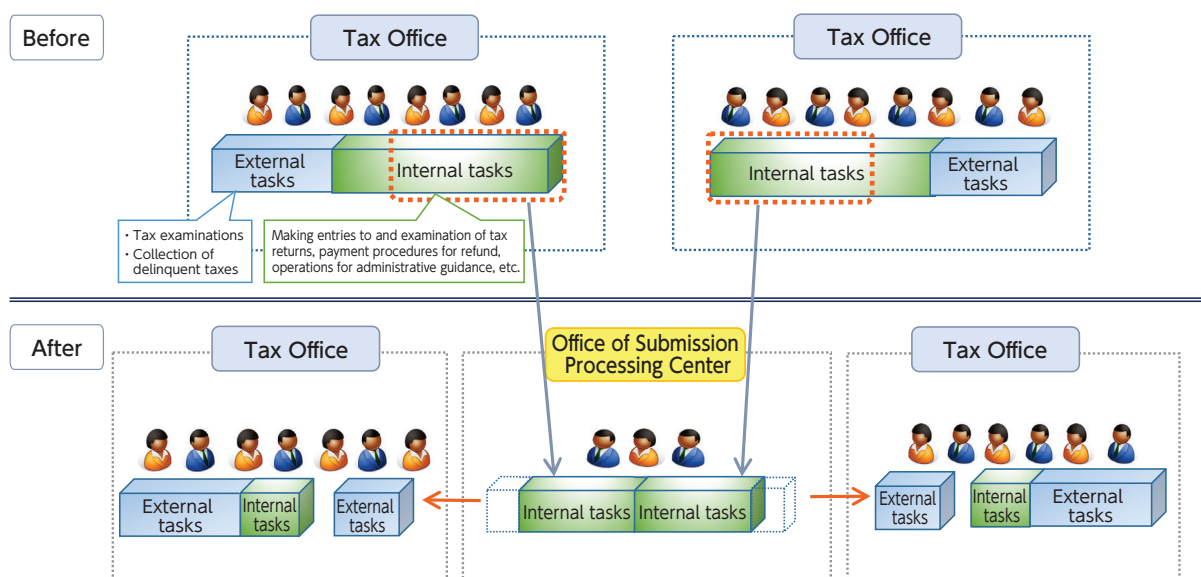 Before
Tax Office
Tax Office
External
tasks
Internal tasks
Internal tasks
External
tasks
・Tax examinations
・Collection of
delinquent taxes
Making entries to and examination of tax
returns, payment procedures for refund,
operations for administrative guidance, etc.
After
Tax Office
Office of Submission
Processing Center
Tax Office
External
tasks
Internal
tasks
External
tasks
Internal tasks
Internal tasks
External
tasks
Internal
tasks
External
tasks